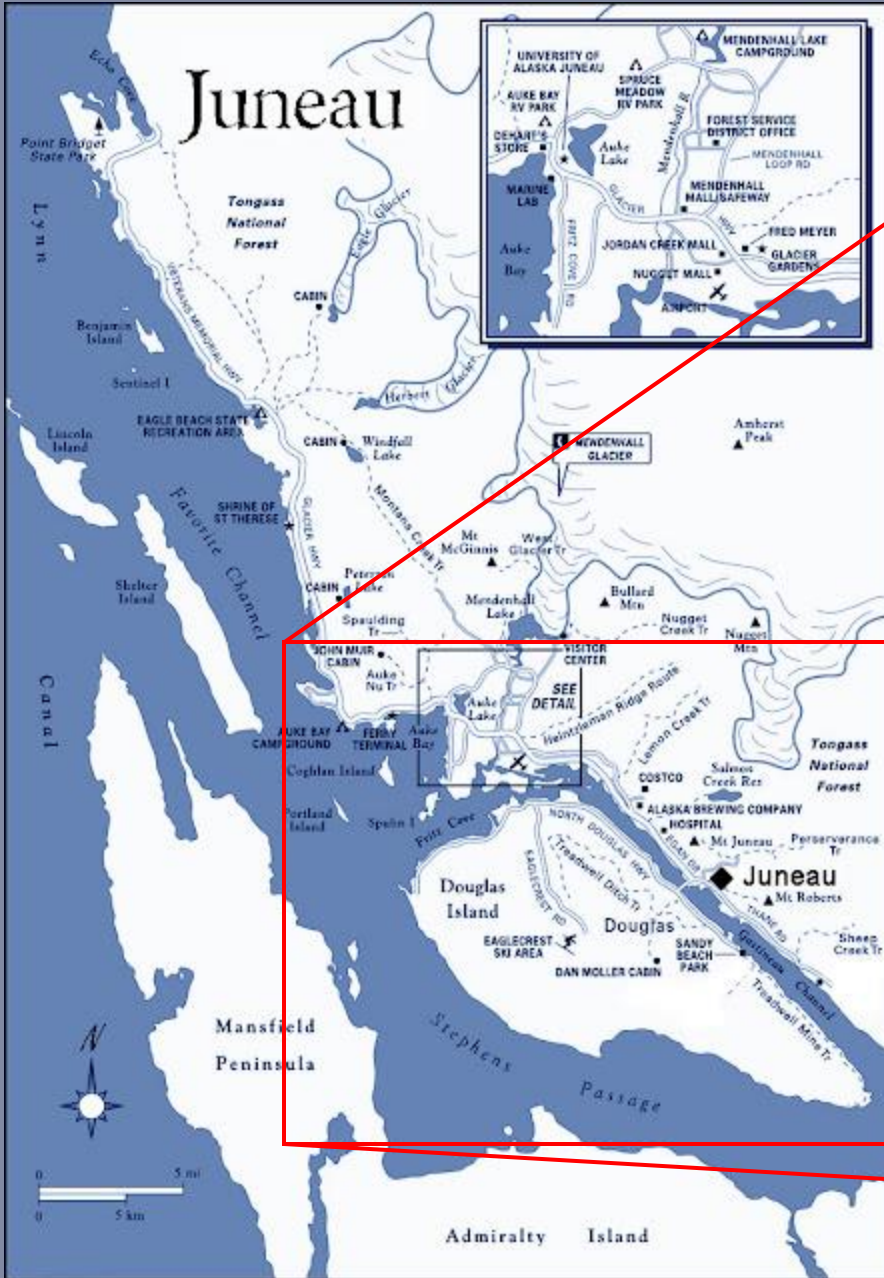 Juneau
Echo Cove
Point Bridget
State Park
Lynn
Canal
Tongass
National
Forest
Eagle Glacier
VETERANS MEMORIAL HWY
CABIN
Benjamin
Island
Sentinel I
Herbert Glacier
EAGLE BEACH STATE
RECREATION AREA
Lincoln
Island
CABIN
Windfall
Lake
Favorite Channel
SHRINE OF
ST THERESE
GLACIER HWY
Montana Creek Tr
MENDENHALL
GLACIER
Amherst
Peak
Mt
McGinnis
West
Glacier Tr
Shelter
Island
CABIN
Peterson
Lake
Mendenhall
Lake
Bullard
Mtn
Spaulding
Tr
Nugget
Creek Tr
Nugget
Mtn
JOHN MUIR
CABIN
VISITOR
CENTER
Auke
Nu Tr
SEE
DETAIL
Auke
Lake
Heintzleman Ridge Route
Lemon Creek Tr
AUKE BAY
CAMPGROUND
FERRY
TERMINAL
Auke
Bay
Tongass
National
Forest
Coghlan Island
Salmon
Creek Res
COSTCO
ALASKA BREWING COMPANY
HOSPITAL
Portland
Island
Spuhn I
Fritz Cove
NORTH DOUGLAS HWY
EGAN DR
Mt Juneau
Perserverance
Tr
Treadwell Ditch Tr
EAGLECREST RD
Juneau
Douglas
Island
Mt Roberts
THANE RD
Douglas
EAGLECREST
SKI AREA
SANDY
BEACH
PARK
Gastineau Channel
Sheep
Creek Tr
DAN MOLLER CABIN
Treadwell Mine Tr
Mansfield
Peninsula
Stephens Passage
N
0 5 mi
0 5 km
Admiralty Island
MENDENHALL LAKE
CAMPGROUND
UNIVERSITY OF
ALASKA JUNEAU
SPRUCE
MEADOW
RV PARK
AUKE BAY
RV PARK
Mendenhall R
FOREST SERVICE
DISTRICT OFFICE
DEHART'S
STORE
Auke
Lake
MENDENHALL
LOOP RD
MARINE
LAB
GLACIER HWY
MENDENHALL
MALL/SAFEWAY
FRITZ COVE RD
FRED MEYER
Auke
Bay
JORDAN CREEK MALL
GLACIER
GARDENS
NUGGET MALL
AIRPORT